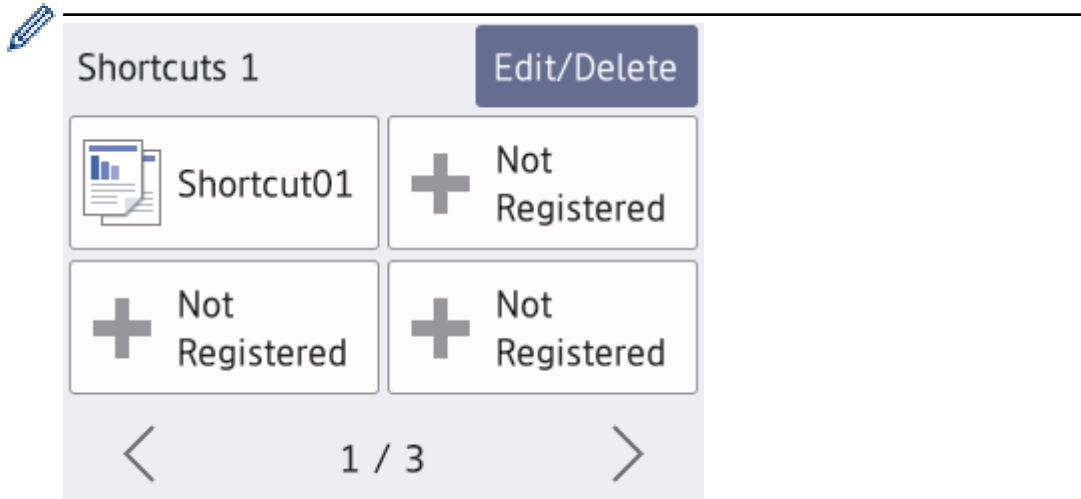 Shortcuts 1
Edit/Delete
Shortcut01
Not
Registered
Not
Registered
Not
Registered
1 / 3